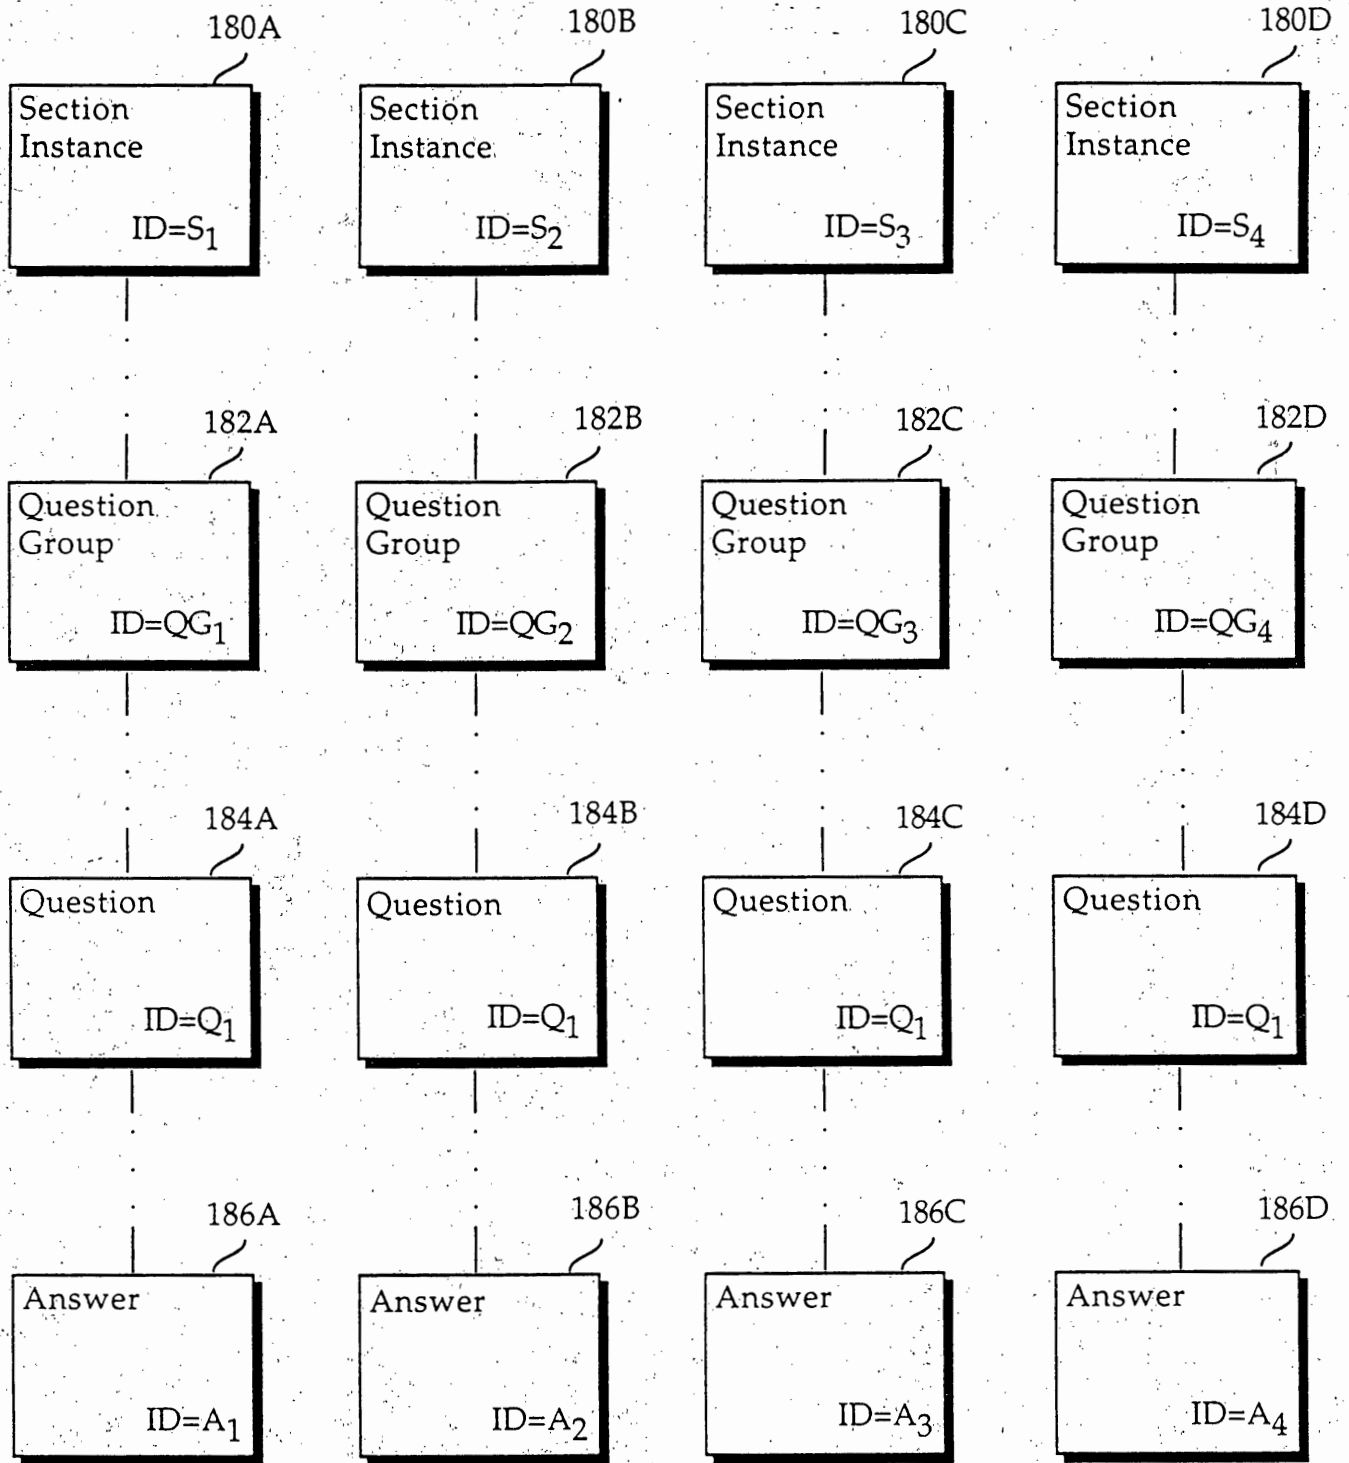 180A
180B
180C
180D
Section
Instance
ID=S1
Section
Instance
ID=S2
Section
Instance
ID=S3
Section
Instance
ID=S4
182A
182B
182C
182D
Question
Group
ID=QG1
Question
Group
ID=QG2
Question
Group
ID=QG3
Question
Group
ID=QG4
184A
184B
184C
184D
Question
ID=Q1
Question
ID=Q1
Question
ID=Q1
Question
ID=Q1
186A
186B
186C
186D
Answer
ID=A1
Answer
ID=A2
Answer
ID=A3
Answer
ID=A4